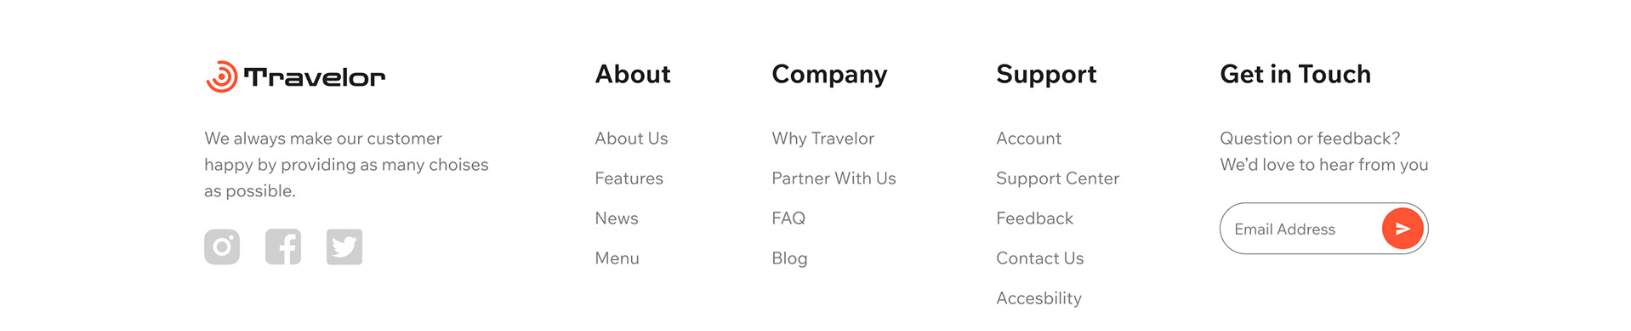 Travelor
We always make our customer
happy by providing as many choises
as possible.
About
About Us
Features
News
Menu
Company
Why Travelor
Partner With Us
FAQ
Blog
Support
Account
Support Center
Feedback
Contact Us
Accesbility
Get in Touch
Question or feedback?
We'd love to hear from you
Email Address